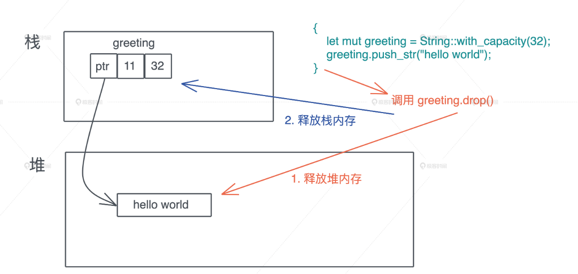 栈
greeting
ptr
11
32
{
let mut greeting = String::with_capacity(32);
greeting.push_str("hello world");
}
调用 greeting.drop()
2. 释放栈内存
堆
1. 释放堆内存
hello world